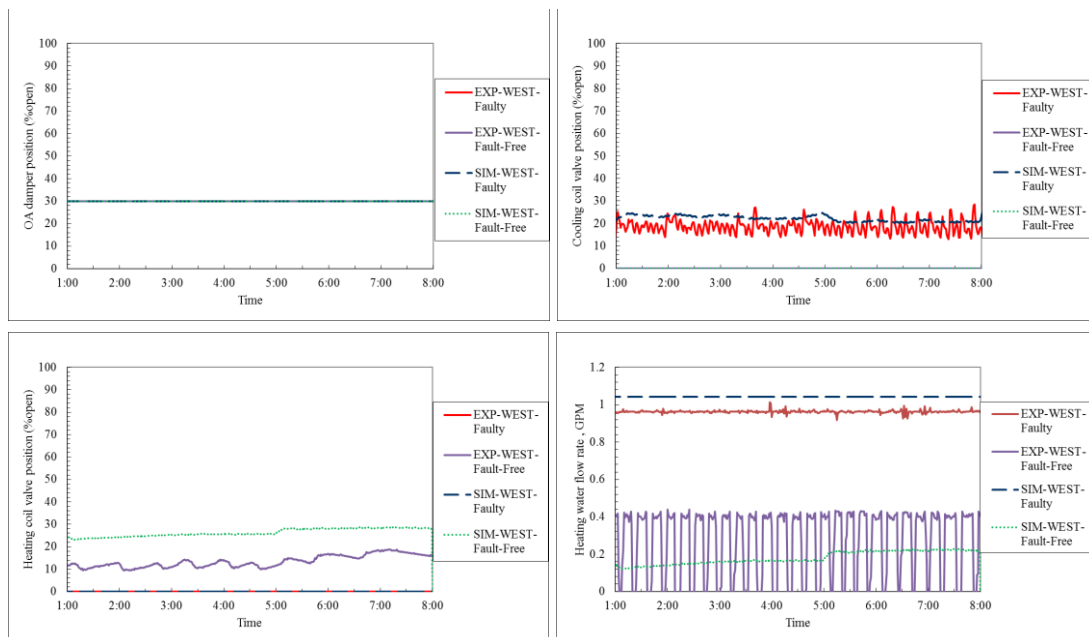 100
90
80
70
60
50
40
30
20
10
0
OA damper position (%open)
1:00 2:00 3:00 4:00 5:00 6:00 7:00 8:00
Time
EXP-WEST-
Faulty
EXP-WEST-
Fault-Free
SIM-WEST-
Faulty
SIM-WEST-
Fault-Free
100
90
80
70
60
50
40
30
20
10
0
Cooling coil valve position (%open)
1:00 2:00 3:00 4:00 5:00 6:00 7:00 8:00
Time
EXP-WEST-
Faulty
EXP-WEST-
Fault-Free
SIM-WEST-
Faulty
SIM-WEST-
Fault-Free
100
90
80
70
60
50
40
30
20
10
0
Heating coil valve position (%open)
1:00 2:00 3:00 4:00 5:00 6:00 7:00 8:00
Time
EXP-WEST-
Faulty
EXP-WEST-
Fault-Free
SIM-WEST-
Faulty
SIM-WEST-
Fault-Free
1.2
1
0.8
0.6
0.4
0.2
0
Heating water flow rate , GPM
1:00 2:00 3:00 4:00 5:00 6:00 7:00 8:00
Time
EXP-WEST-
Faulty
EXP-WEST-
Fault-Free
SIM-WEST-
Faulty
SIM-WEST-
Fault-Free